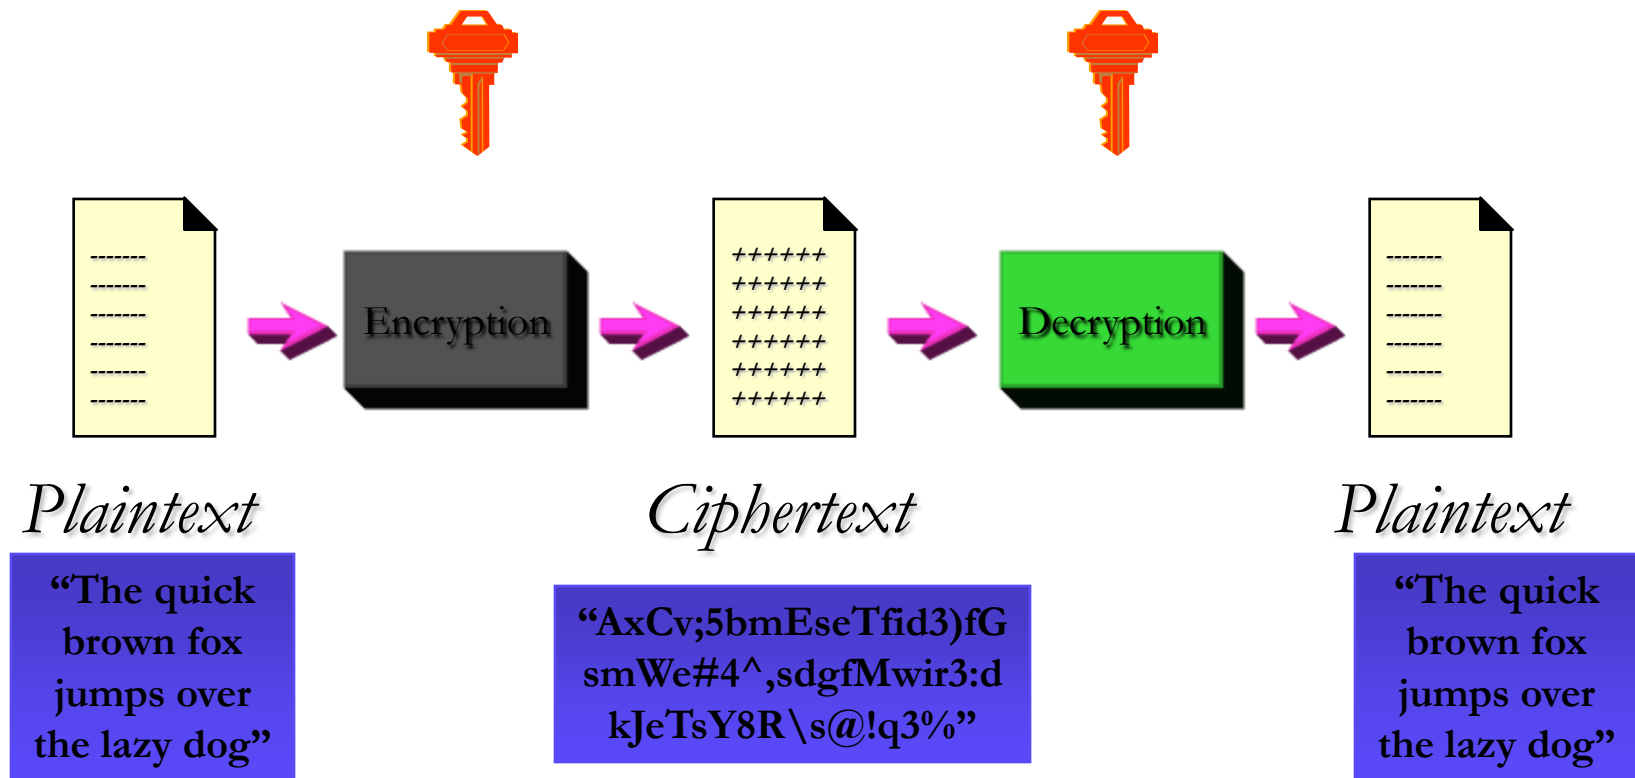 -------
-------
-------
-------
-------
-------
Encryption
++++++
++++++
++++++
++++++
++++++
++++++
Decryption
-------
-------
-------
-------
-------
-------
Plaintext
Ciphertext
Plaintext
“The quick
brown fox
jumps over
the lazy dog”
“AxCv;5bmEseTfid3)fG
smWe#4^,sdgfMwir3:d
kJeTsY8R\s@!q3%”
“The quick
brown fox
jumps over
the lazy dog”